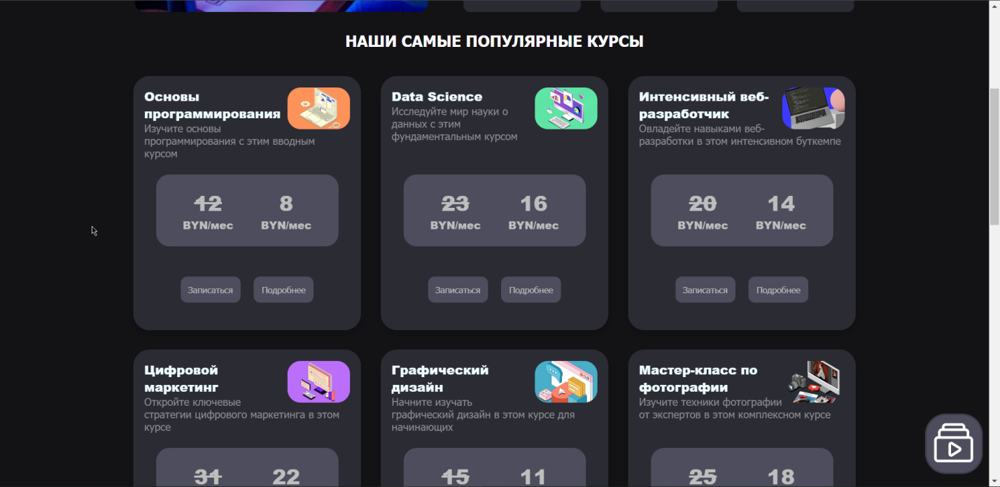 НАШИ САМЫЕ ПОПУЛЯРНЫЕ КУРСЫ
Основы
программирования
Изучите основы
программирования с этим вводным
курсом
12 8
BYN/мес BYN/мес
Записаться Подробнее
Data Science
Исследуйте мир науки о
данных с этим
фундаментальным курсом
23 16
BYN/мес BYN/мес
Записаться Подробнее
Интенсивный веб-
разработчик
Овладейте навыками веб-
разработки в этом интенсивном буткемпе
20 14
BYN/мес BYN/мес
Записаться Подробнее
Цифровой
маркетинг
Откройте ключевые
стратегии цифрового маркетинга в этом
курсе
31 22
Графический
дизайн
Начните изучать
графический дизайн в этом курсе для
начинающих
15 11
Мастер-класс по
фотографии
Изучите техники фотографии
от экспертов в этом комплексном курсе
25 18